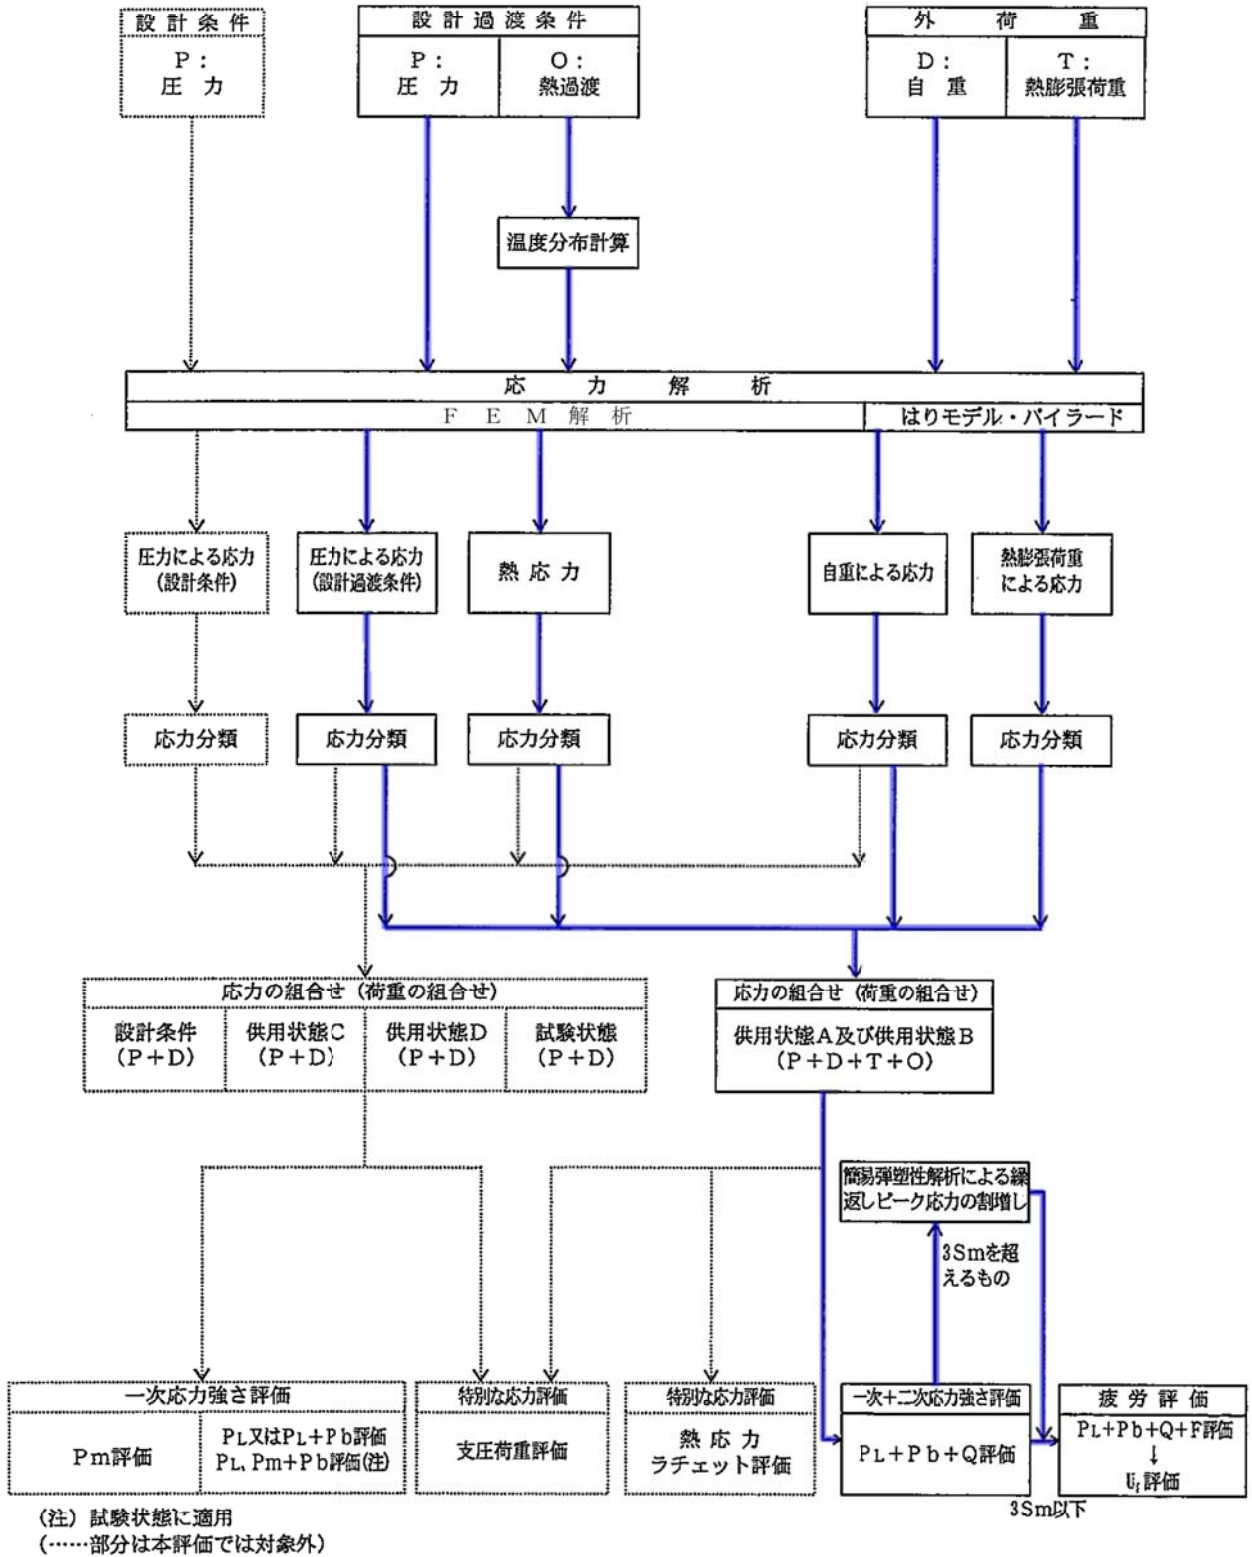 設計条件
P:
圧力
設計過渡条件
P:
圧力
O:
熱過渡
外荷重
D:
自重
T:
熱膨張荷重
温度分布計算
応力解析
FEM解析
はりモデル・バイラード
圧力による応力
(設計条件)
圧力による応力
(設計過渡条件)
熱応力
自重による応力
熱膨張荷重
による応力
応力分類
応力分類
応力分類
応力分類
応力分類
応力の組合せ(荷重の組合せ)
設計条件
(P+D)
供用状態C
(P+D)
供用状態D
(P+D)
試験状態
(P+D)
応力の組合せ(荷重の組合せ)
供用状態A及び供用状態B
(P+D+T+O)
簡易弾塑性解析による繰
返しピーク応力の割増し
3Smを超
えるもの
一次応力強さ評価
Pm評価
PL又はPL+Pb評価
PL, Pm+Pb評価(注)
特別な応力評価
支圧荷重評価
特別な応力評価
熱応力
ラチェット評価
一次+二次応力強さ評価
PL+Pb+Q評価
疲労評価
PL+Pb+Q+F評価
↓
Uf評価
3Sm以下
(注) 試験状態に適用
(……部分は本評価では対象外)